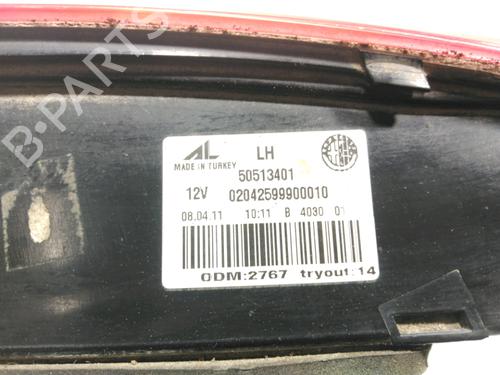 AL LH
MADE IN TURKEY
50513401
12V 02042599900010
08.04.11 10:11 B 4030 01
ODM:2767 tryout:14
B-PARTS